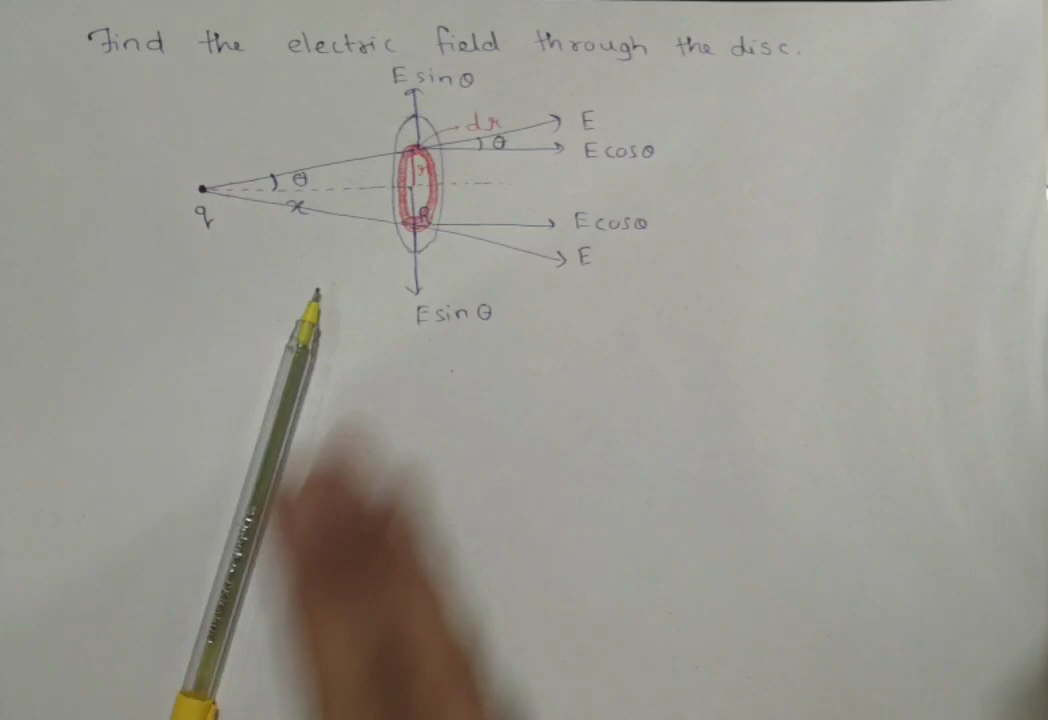 Find the electric field through the disc.
E sin θ
dr
E
θ
E cos θ
θ
r
q
x
R
E cos θ
E
E sin θ